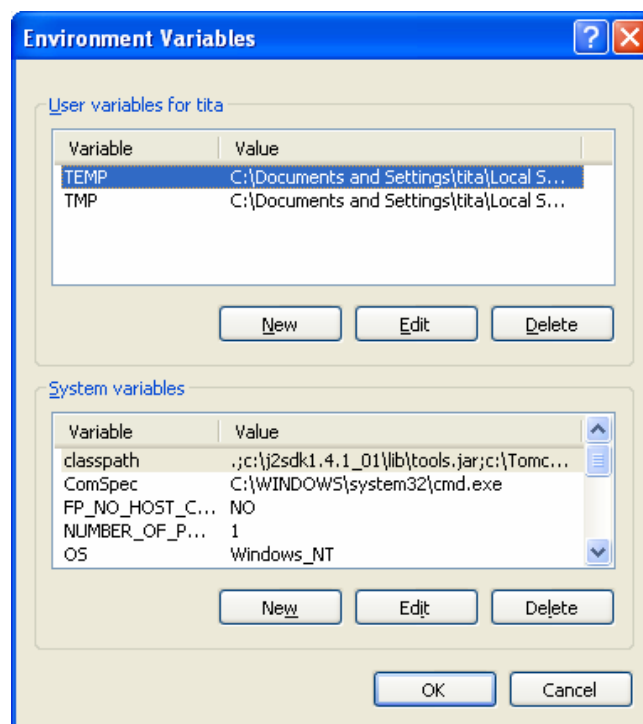 Environment Variables
User variables for tita
Variable Value
TEMP C:\Documents and Settings\tita\Local S...
TMP C:\Documents and Settings\tita\Local S...
New Edit Delete
System variables
Variable Value
classpath .;c:\j2sdk1.4.1_01\lib\tools.jar;c:\Tomc...
ComSpec C:\WINDOWS\system32\cmd.exe
FP_NO_HOST_C... NO
NUMBER_OF_P... 1
OS Windows_NT
New Edit Delete
OK Cancel